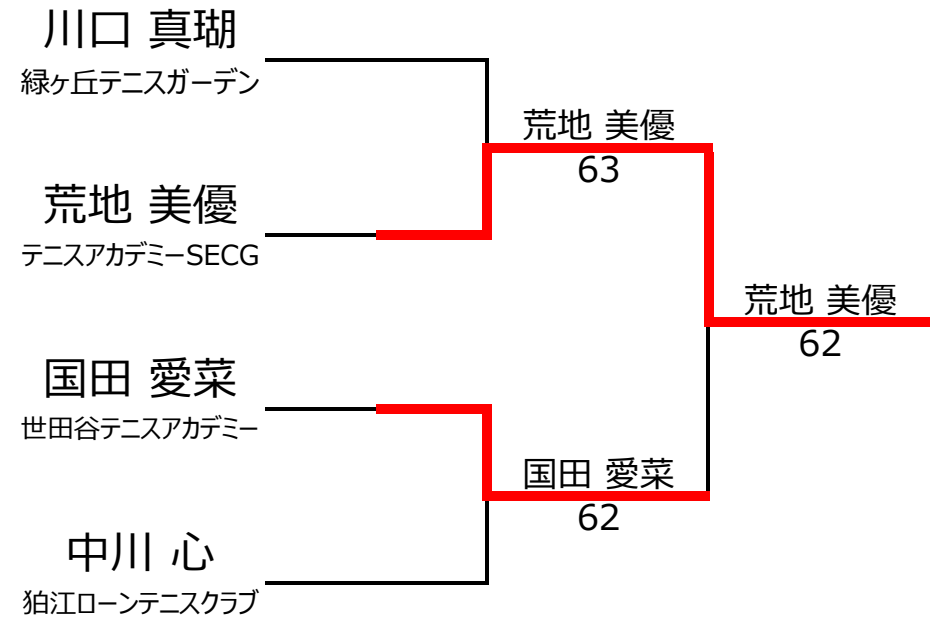 川口 真瑚
緑ヶ丘テニスガーデン
荒地 美優
63
荒地 美優
テニスアカデミーSECG
荒地 美優
62
国田 愛菜
世田谷テニスアカデミー
国田 愛菜
62
中川 心
狛江ローンテニスクラブ